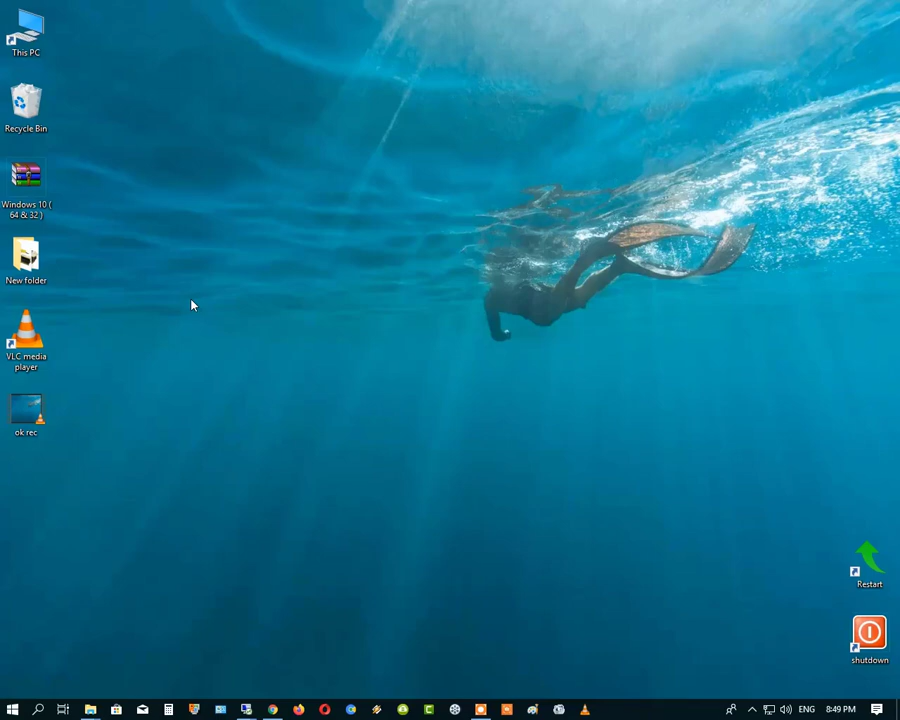 This PC
Recycle Bin
Windows 10 (
64 & 32 )
New folder
VLC media
player
ok rec
Restart
shutdown
ENG
8:49 PM